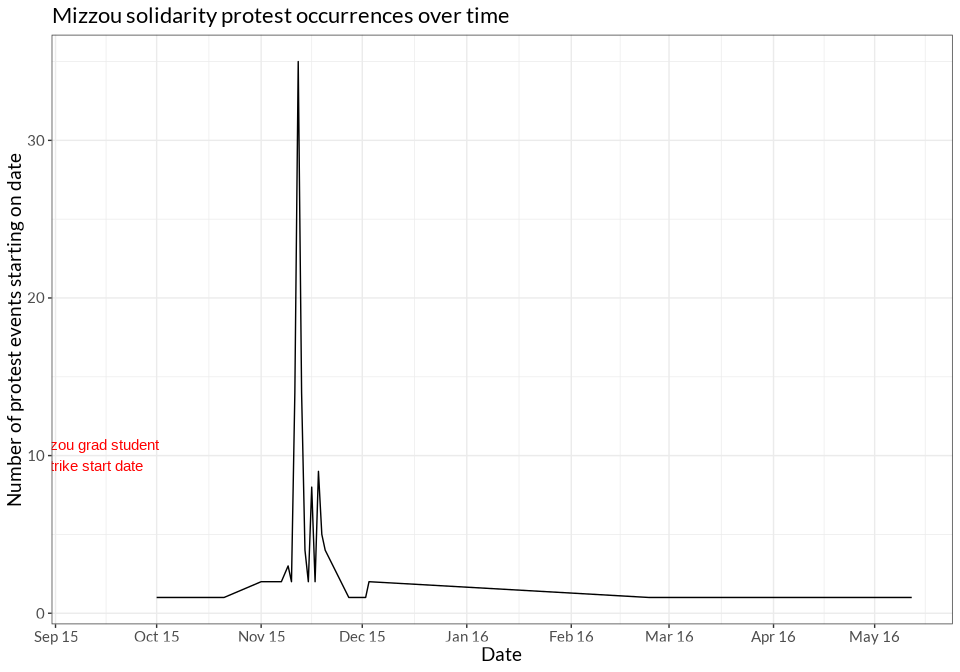 Mizzou solidarity protest occurrences over time
Number of protest events starting on date
30
20
10
0
zou grad student
trike start date
Sep 15 Oct 15 Nov 15 Dec 15 Jan 16 Feb 16 Mar 16 Apr 16 May 16
Date